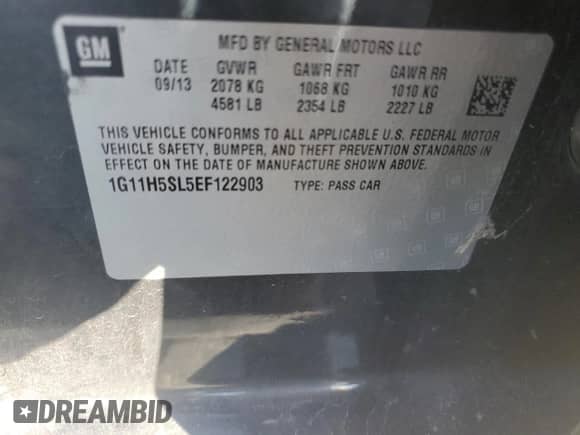 GM
MFD BY GENERAL MOTORS LLC
DATE GVWR GAWR FRT GAWR RR
09/13 2078 KG 1068 KG 1010 KG
4581 LB 2354 LB 2227 LB
THIS VEHICLE CONFORMS TO ALL APPLICABLE U.S. FEDERAL MOTOR
VEHICLE SAFETY, BUMPER, AND THEFT PREVENTION STANDARDS IN
EFFECT ON THE DATE OF MANUFACTURE SHOWN ABOVE.
1G11H5SL5EF122903 TYPE: PASS CAR
DREAMBID